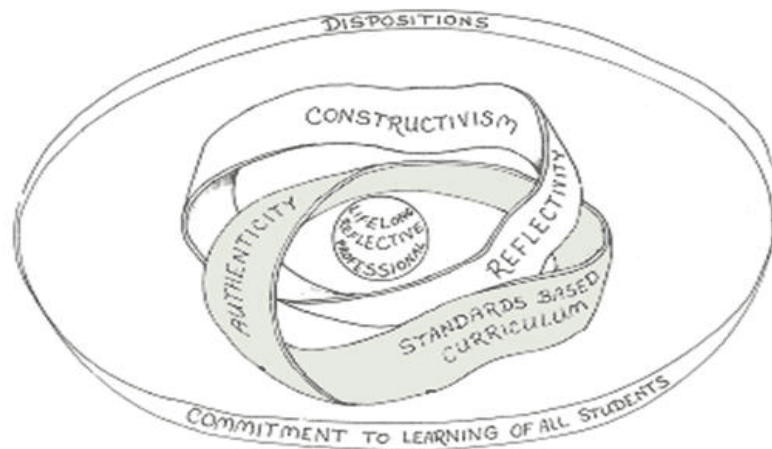 DISPOSITIONS
CONSTRUCTIVISM
REFLECTIVITY
AUTHENTICITY
LIFELONG
REFLECTIVE
PROFESSIONAL
STANDARDS BASED
CURRICULUM
COMMITMENT TO LEARNING OF ALL STUDENTS